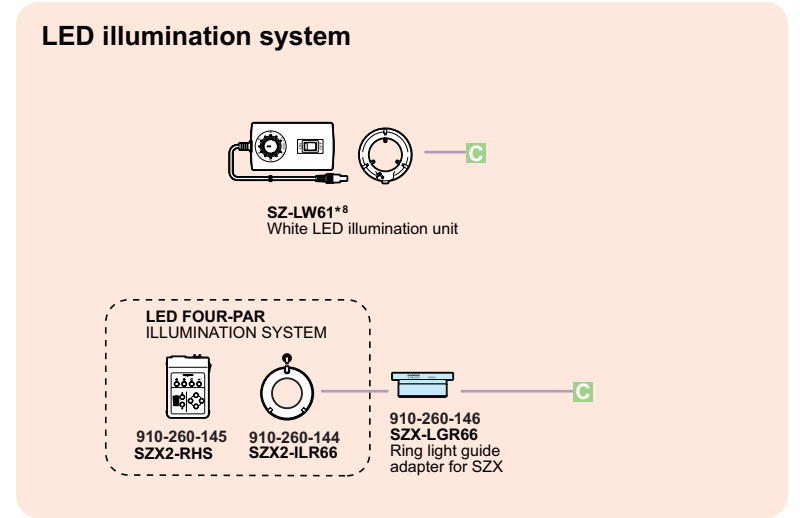 LED illumination system
C
SZ-LW61*8
White LED illumination unit
LED FOUR-PAR
ILLUMINATION SYSTEM
C
910-260-145
SZX2-RHS
910-260-144
SZX2-ILR66
910-260-146
SZX-LGR66
Ring light guide
adapter for SZX